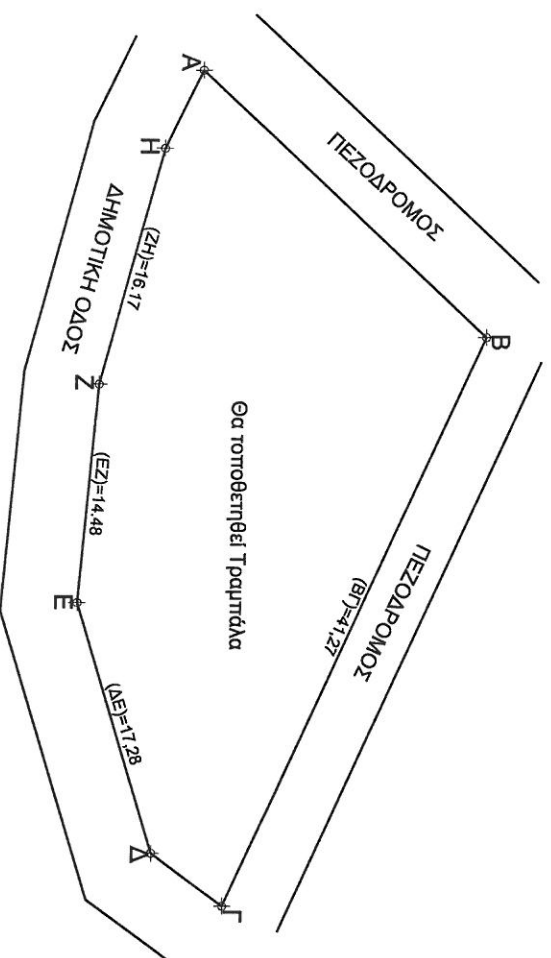 Α
ΠΕΖΟΔΡΟΜΟΣ
Β
Η
(ΖΗ)=16.17
ΔΗΜΟΤΙΚΗ ΟΔΟΣ
Ζ
Θα τοποθετηθεί Τραμπάλα
(ΕΖ)=14.48
ΠΕΖΟΔΡΟΜΟΣ
(ΒΓ)=41,27
Ε
(ΔΕ)=17,28
Δ
Γ